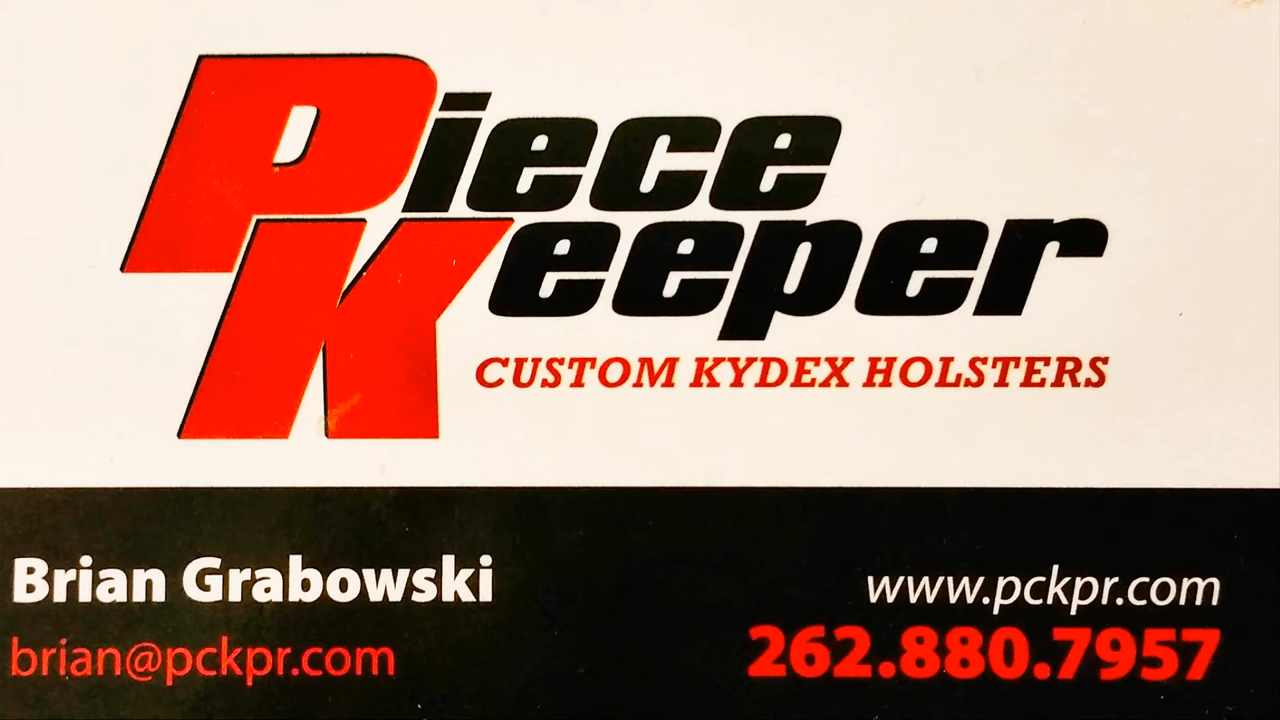 Piece
Keeper
CUSTOM KYDEX HOLSTERS
Brian Grabowski
brian@pckpr.com
www.pckpr.com
262.880.7957